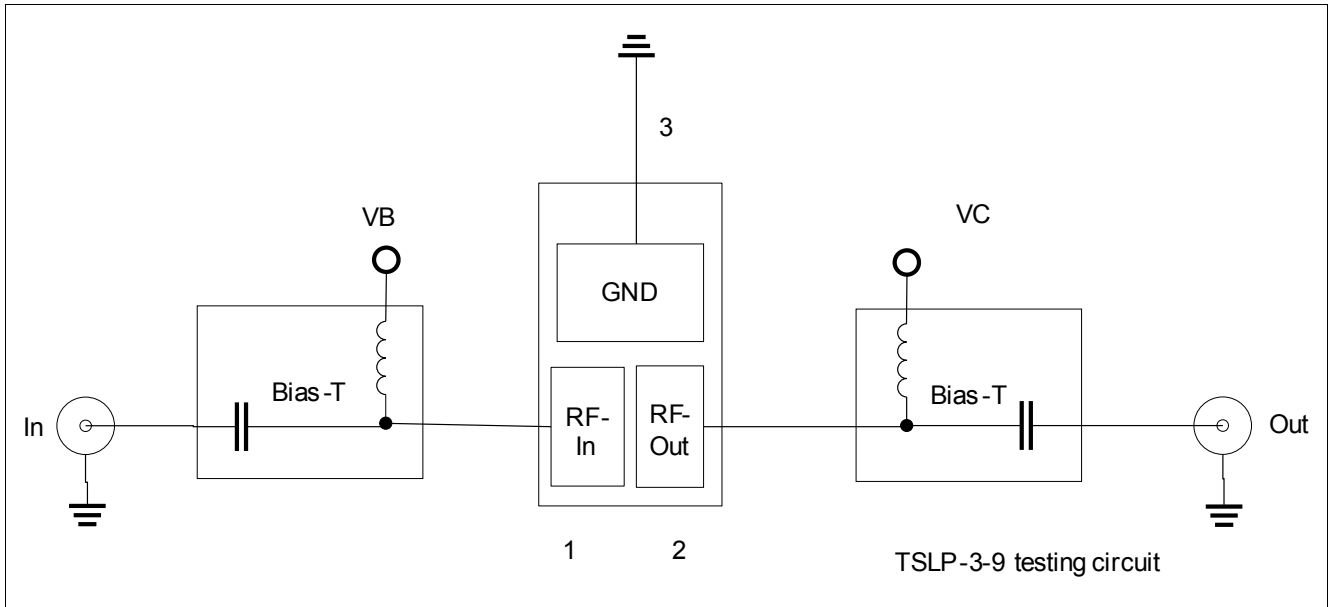 3
VB
VC
GND
Bias-T
Bias-T
In
RF-
In
RF-
Out
Out
1
2
TSLP-3-9 testing circuit